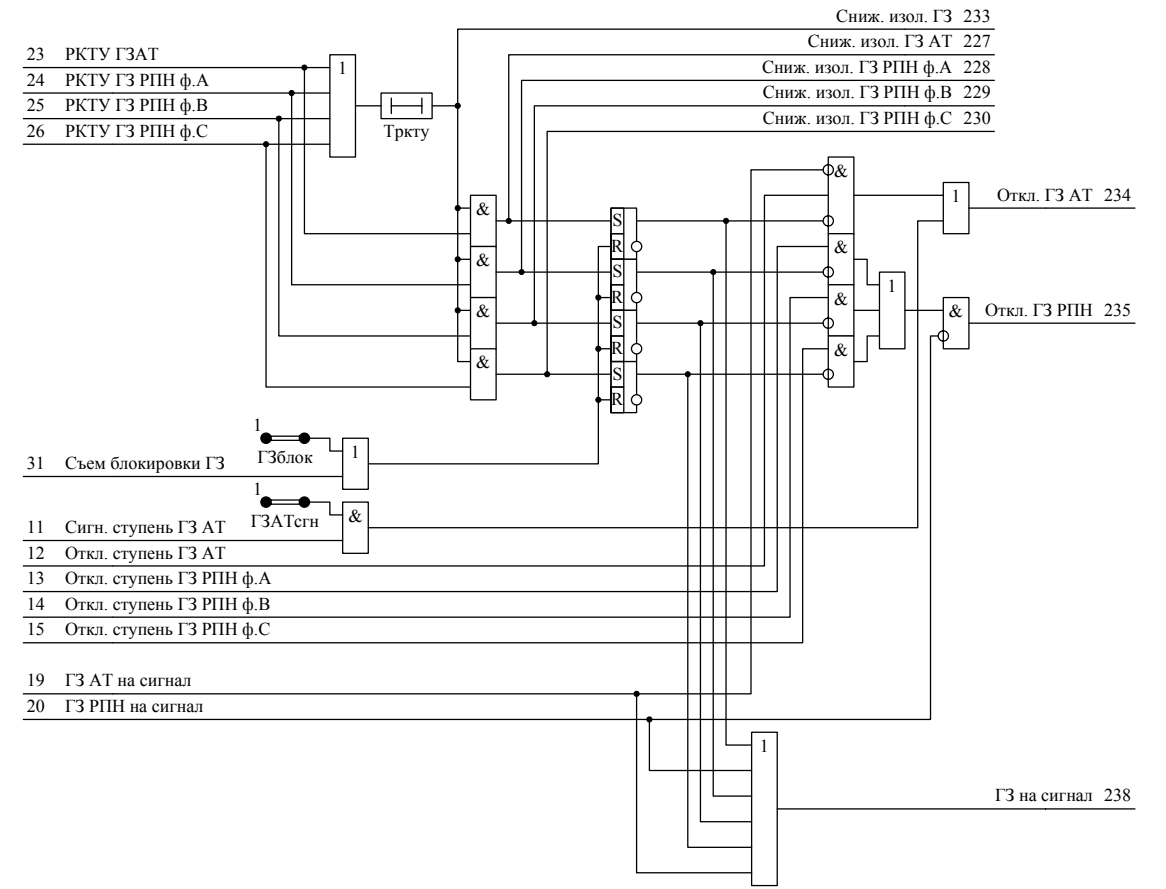 Сниж. изол. ГЗ 233
Сниж. изол. ГЗ АТ 227
Сниж. изол. ГЗ РПН ф.А 228
Сниж. изол. ГЗ РПН ф.В 229
Сниж. изол. ГЗ РПН ф.С 230
23 РКТУ ГЗАТ
24 РКТУ ГЗ РПН ф.А
25 РКТУ ГЗ РПН ф.В
26 РКТУ ГЗ РПН ф.С
1
Тркту
&
&
&
&
S
R
S
R
S
R
S
R
&
&
&
&
1
1
&
Откл. ГЗ АТ 234
Откл. ГЗ РПН 235
1
ГЗблок
1
31 Съем блокировки ГЗ
1
ГЗАТсгн
&
11 Сигн. ступень ГЗ АТ
12 Откл. ступень ГЗ АТ
13 Откл. ступень ГЗ РПН ф.А
14 Откл. ступень ГЗ РПН ф.В
15 Откл. ступень ГЗ РПН ф.С
19 ГЗ АТ на сигнал
20 ГЗ РПН на сигнал
1
ГЗ на сигнал 238